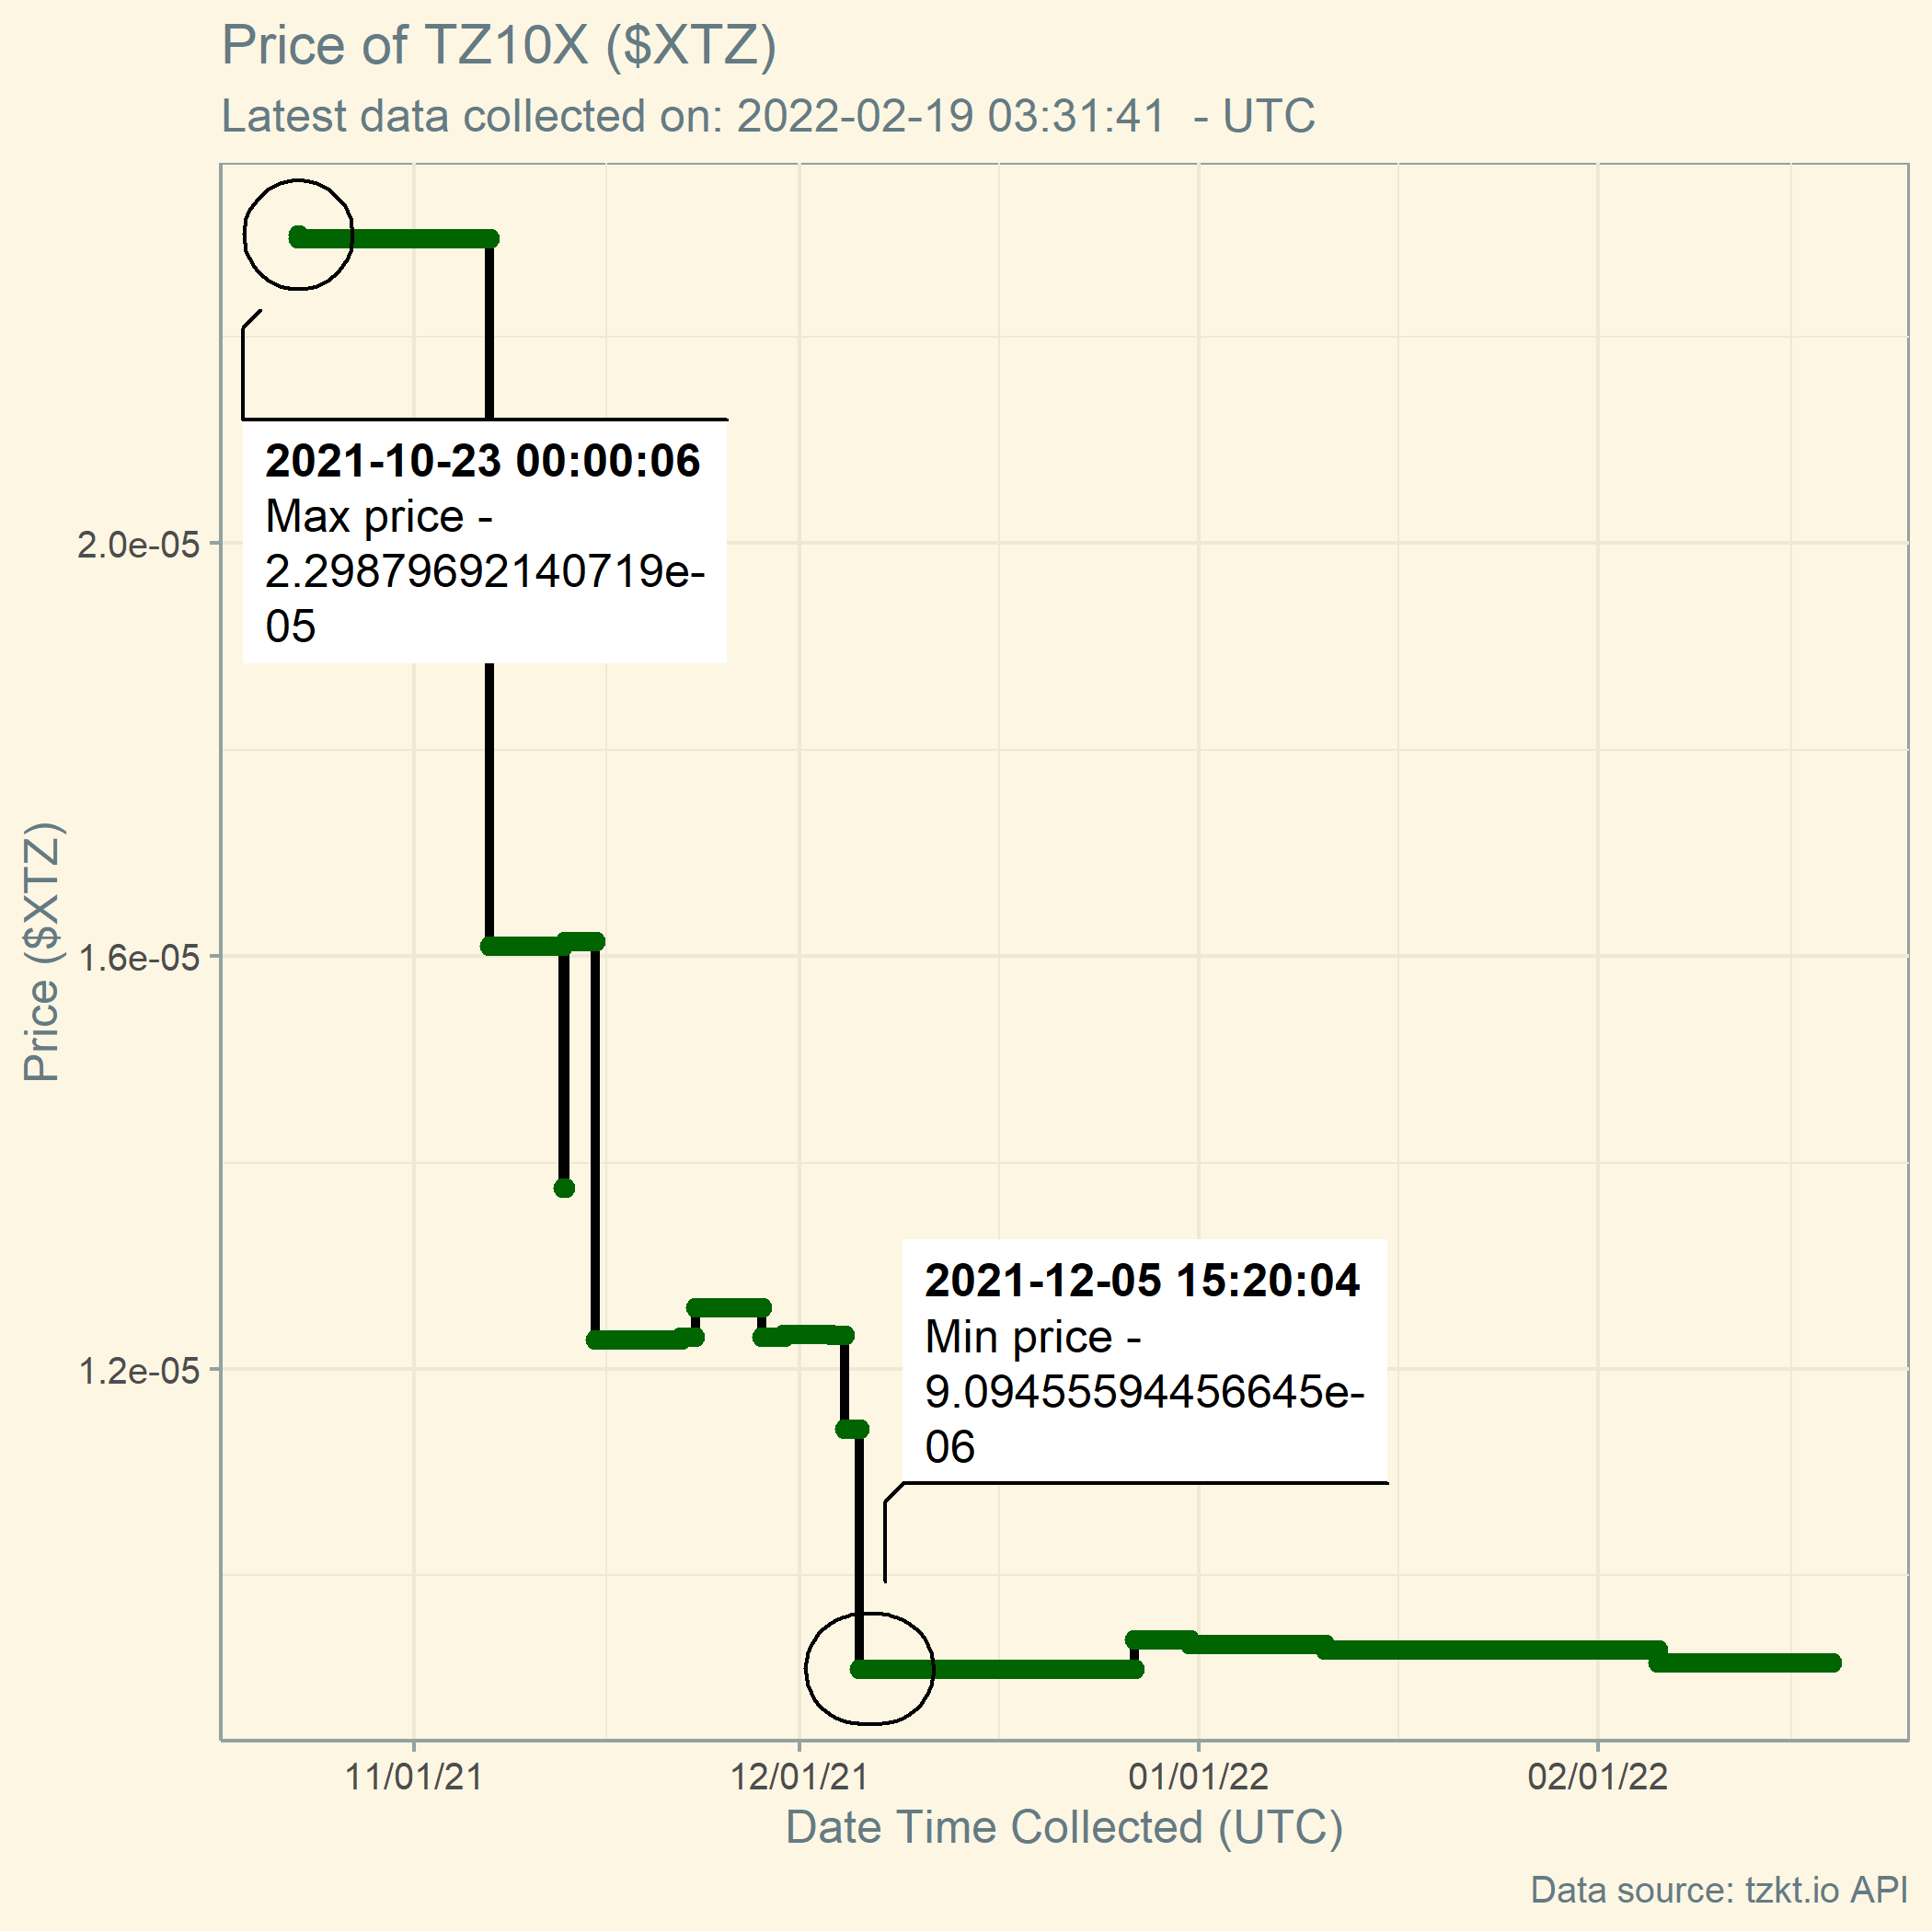 Price of TZ10X ($XTZ)
Latest data collected on: 2022-02-19 03:31:41  - UTC
2021-10-23 00:00:06
Max price -
2.29879692140719e-
05
2.0e-05
1.6e-05
1.2e-05
Price ($XTZ)
2021-12-05 15:20:04
Min price -
9.09455594456645e-
06
11/01/21
12/01/21
01/01/22
02/01/22
Date Time Collected (UTC)
Data source: tzkt.io API